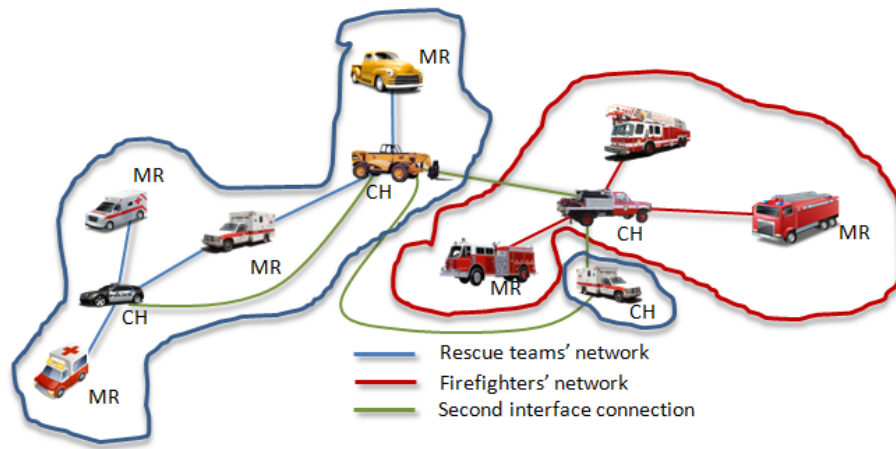 MR
MR
CH
MR
CH
MR
CH
MR
MR
CH
Rescue teams’ network
Firefighters’ network
Second interface connection